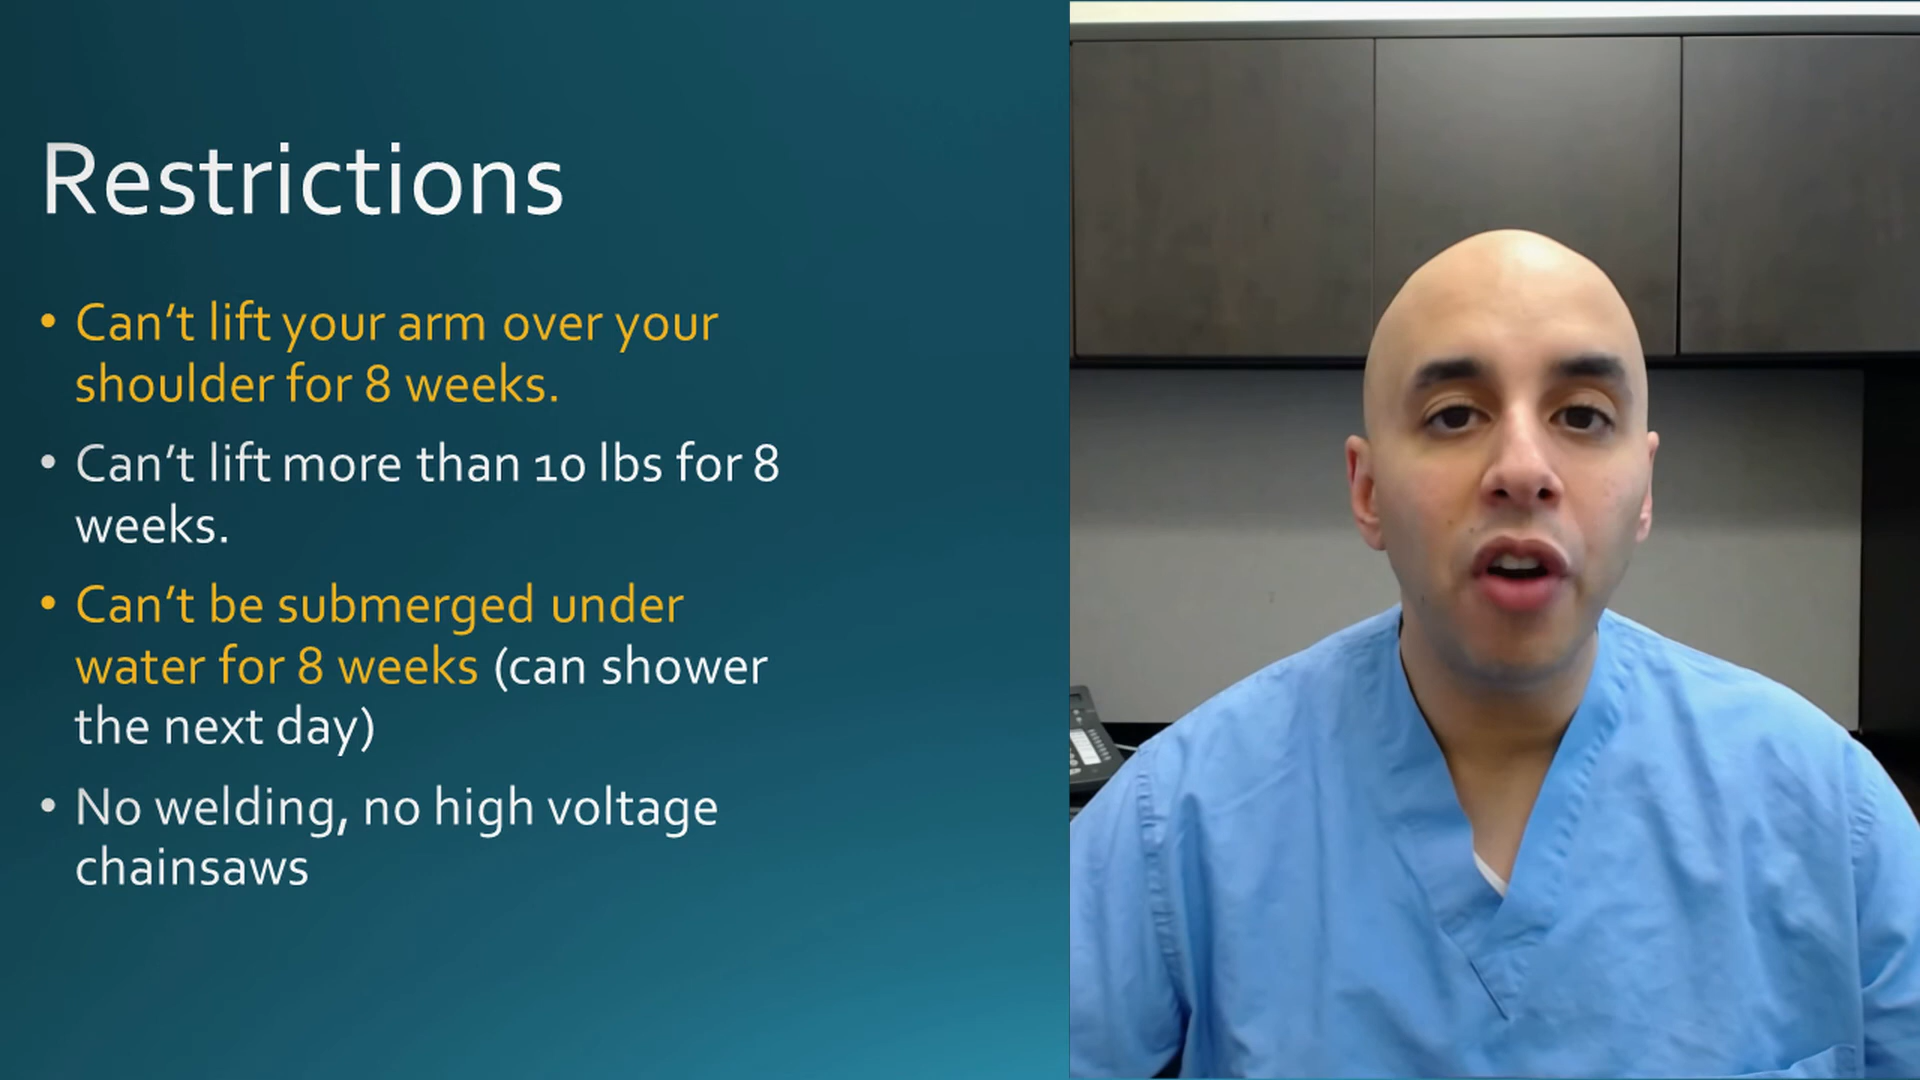 Restrictions
• Can't lift your arm over your
shoulder for 8 weeks.
• Can't lift more than 10 lbs for 8
weeks.
• Can't be submerged under
water for 8 weeks (can shower
the next day)
• No welding, no high voltage
chainsaws